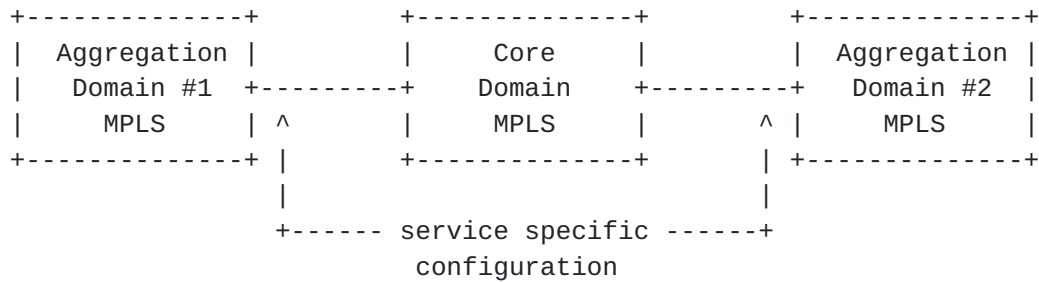 Aggregation Core Aggregation
Domain #1 Domain Domain #2
MPLS MPLS MPLS
service specific
configuration